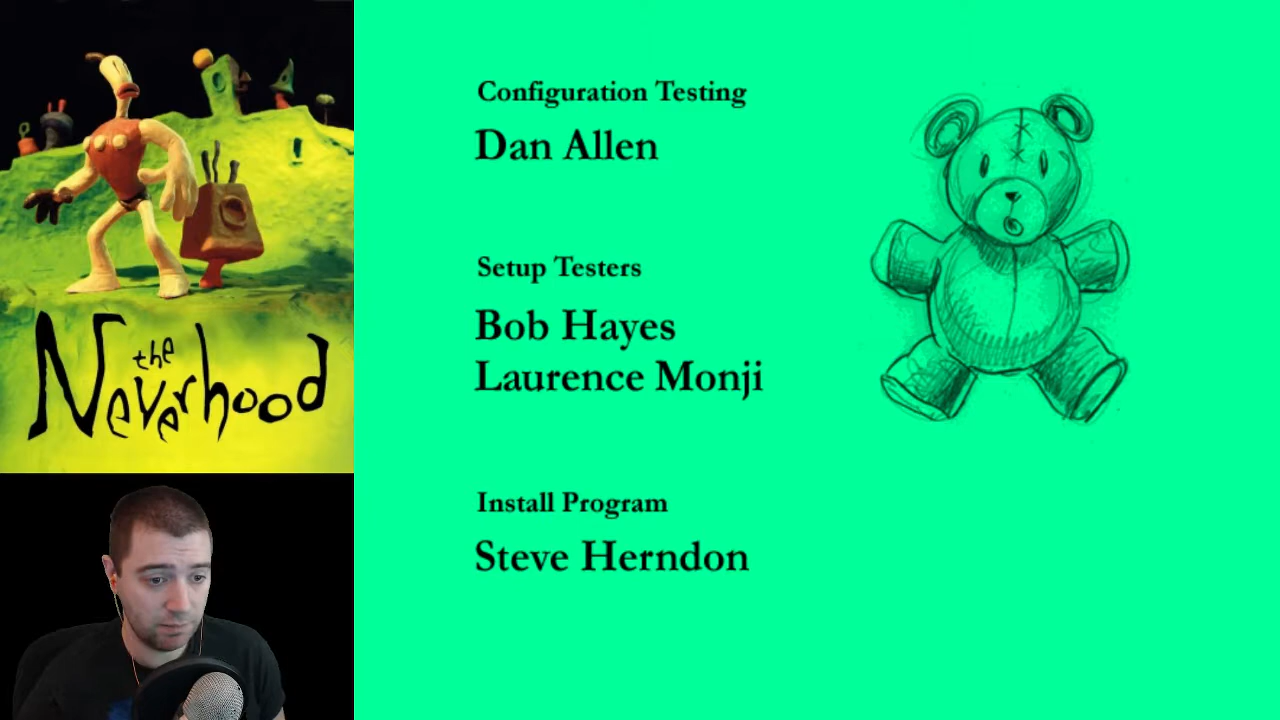 the
Neverhood
Configuration Testing
Dan Allen
Setup Testers
Bob Hayes
Laurence Monji
Install Program
Steve Herndon